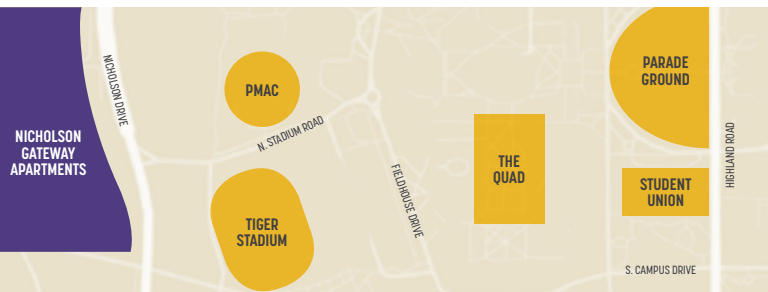 NICHOLSON DRIVE
PMAC
N. STADIUM ROAD
PARADE
GROUND
NICHOLSON
GATEWAY
APARTMENTS
THE
QUAD
HIGHLAND ROAD
STUDENT
UNION
FIELDHOUSE DRIVE
TIGER
STADIUM
S. CAMPUS DRIVE